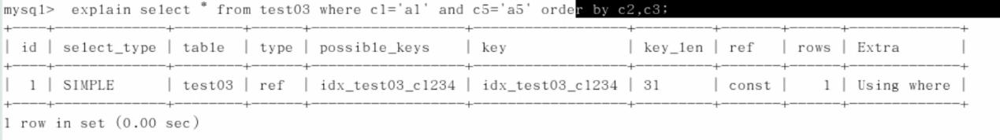 mysql>  explain select * from test03 where c1='a1' and c5='a5' order by c2,c3;
+----+-------------+--------+------+------------------+------------------+---------+-------+------+-------------+
| id | select_type | table | type | possible_keys | key | key_len | ref | rows | Extra |
+----+-------------+--------+------+------------------+------------------+---------+-------+------+-------------+
| 1 | SIMPLE | test03 | ref | idx_test03_c1234 | idx_test03_c1234 | 31 | const | 1 | Using where |
+----+-------------+--------+------+------------------+------------------+---------+-------+------+-------------+
1 row in set (0.00 sec)